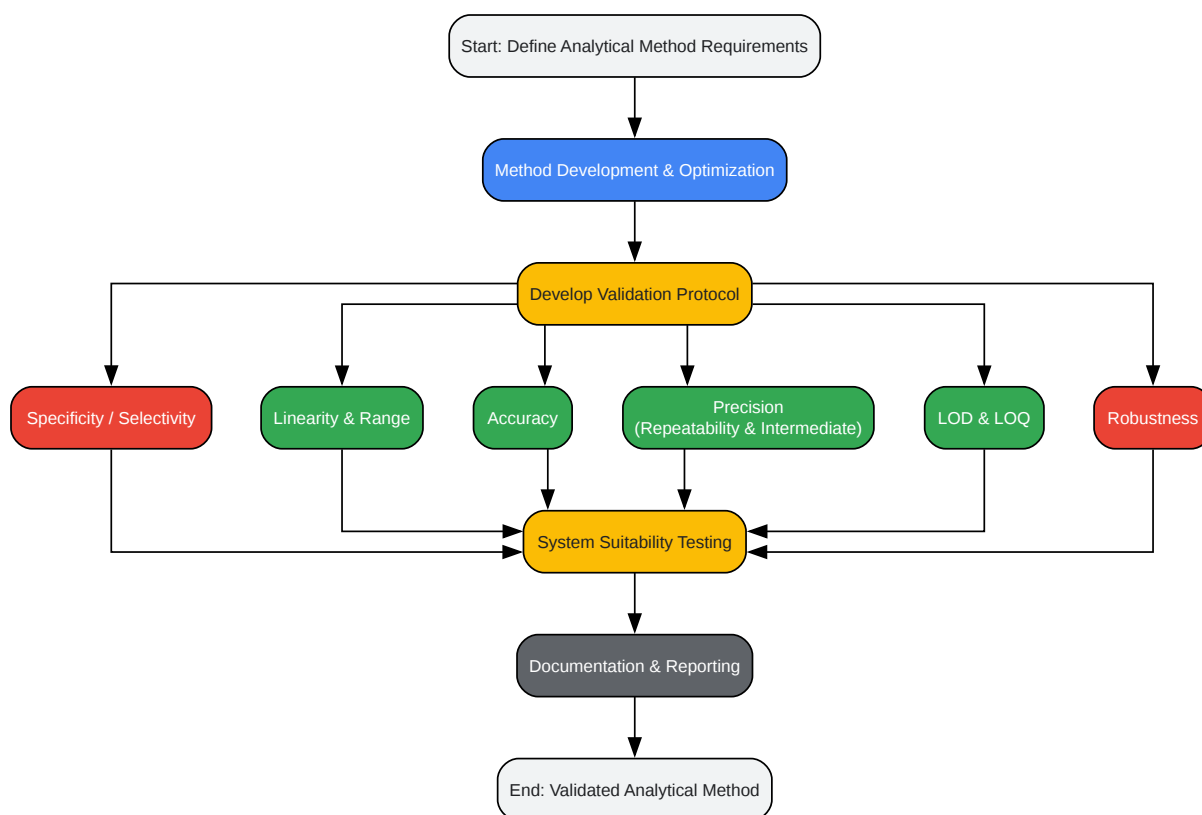 Start: Define Analytical Method Requirements
Method Development & Optimization
Develop Validation Protocol
Specificity / Selectivity
Linearity & Range
Accuracy
Precision
(Repeatability & Intermediate)
LOD & LOQ
Robustness
System Suitability Testing
Documentation & Reporting
End: Validated Analytical Method